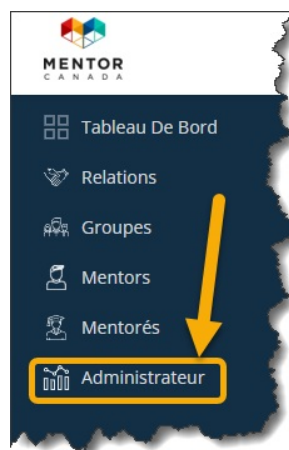 MENTOR
CANADA
Tableau De Bord
Relations
Groupes
Mentors
Mentorés
Administrateur